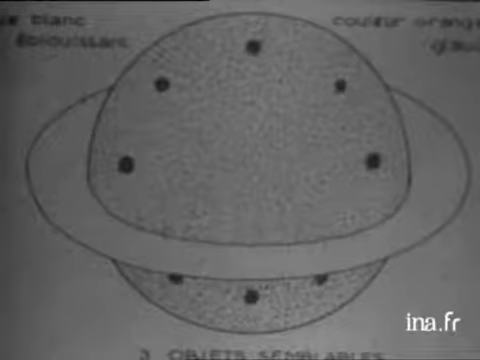 blanc
éblouissant
couleur orange
3 OBJETS SEMBLABLES
ina.fr